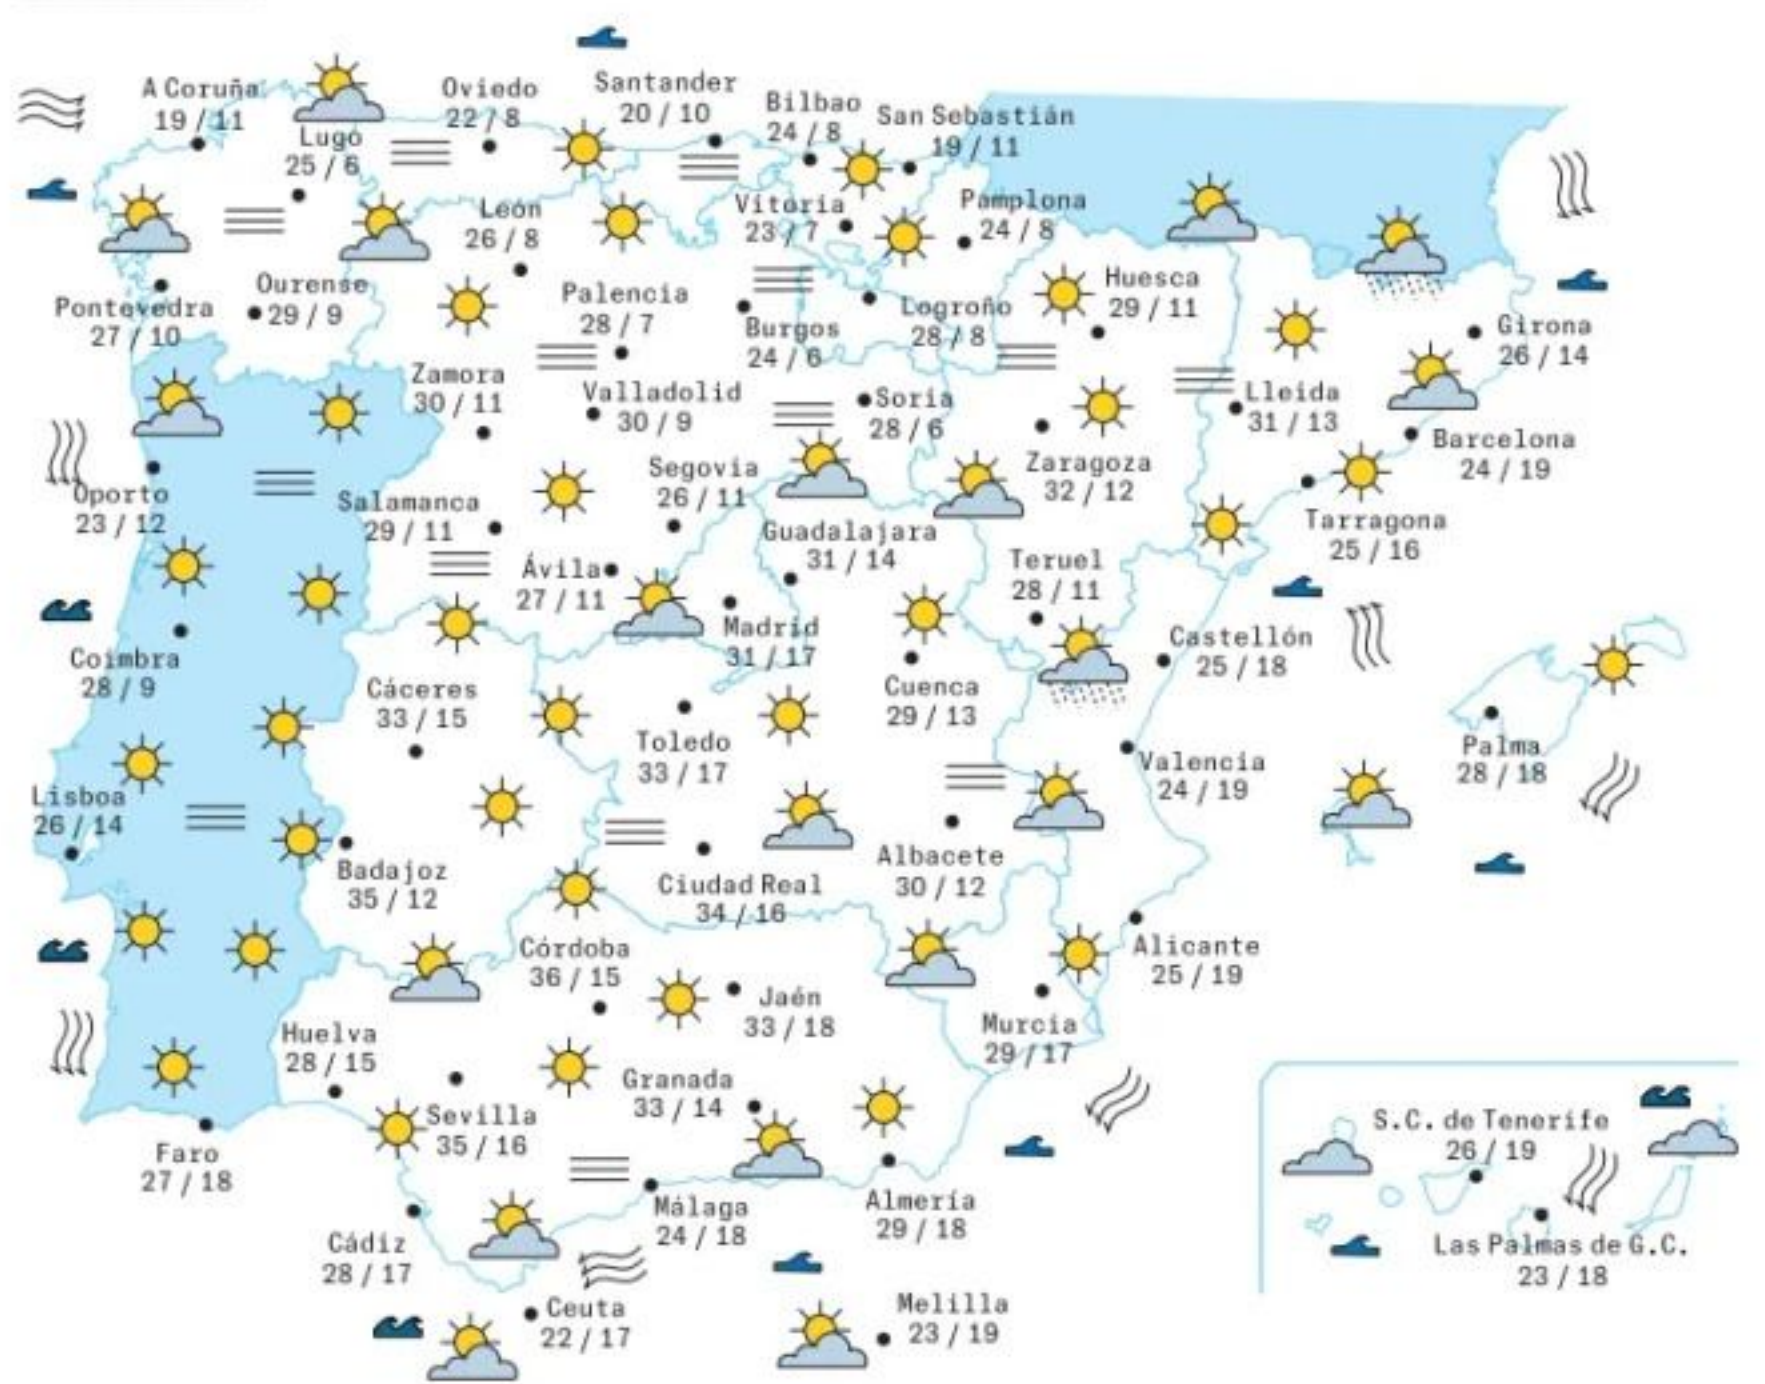 A Coruña
19 / 11
Lugo
25 / 6
Oviedo
22 / 8
Santander
20 / 10
Bilbao
24 / 8
San Sebastián
19 / 11
León
26 / 8
Vitoria
23 / 7
Pamplona
24 / 8
Pontevedra
27 / 10
Ourense
29 / 9
Palencia
28 / 7
Burgos
24 / 6
Logroño
28 / 8
Huesca
29 / 11
Girona
26 / 14
Zamora
30 / 11
Valladolid
30 / 9
Soria
28 / 6
Lleida
31 / 13
Barcelona
24 / 19
Oporto
23 / 12
Salamanca
29 / 11
Segovia
26 / 11
Zaragoza
32 / 12
Tarragona
25 / 16
Ávila
27 / 11
Guadalajara
31 / 14
Teruel
28 / 11
Madrid
31 / 17
Castellón
25 / 18
Coimbra
28 / 9
Cáceres
33 / 15
Cuenca
29 / 13
Toledo
33 / 17
Valencia
24 / 19
Palma
28 / 18
Lisboa
26 / 14
Badajoz
35 / 12
Ciudad Real
34 / 16
Albacete
30 / 12
Alicante
25 / 19
Córdoba
36 / 15
Jaén
33 / 18
Murcia
29 / 17
Huelva
28 / 15
Sevilla
35 / 16
Granada
33 / 14
Faro
27 / 18
Málaga
24 / 18
Almería
29 / 18
Cádiz
28 / 17
Ceuta
22 / 17
Melilla
23 / 19
S.C. de Tenerife
26 / 19
Las Palmas de G.C.
23 / 18